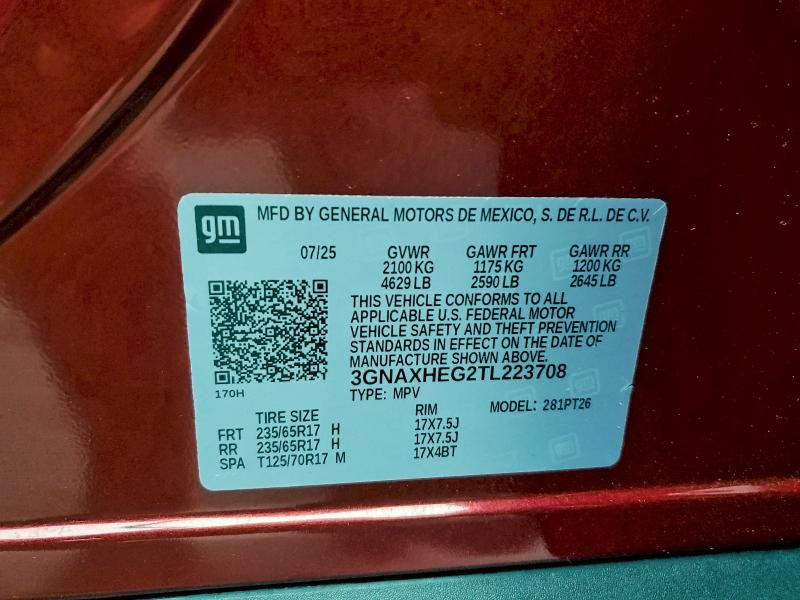 gm MFD BY GENERAL MOTORS DE MEXICO, S. DE R.L. DE C.V.
07/25 GVWR GAWR FRT GAWR RR
2100 KG 1175 KG 1200 KG
4629 LB 2590 LB 2645 LB
THIS VEHICLE CONFORMS TO ALL
APPLICABLE U.S. FEDERAL MOTOR
VEHICLE SAFETY AND THEFT PREVENTION
STANDARDS IN EFFECT ON THE DATE OF
MANUFACTURE SHOWN ABOVE.
3GNAXHEG2TL223708
170H TYPE: MPV MODEL: 281PT26
TIRE SIZE RIM
FRT 235/65R17 H 17X7.5J
RR 235/65R17 H 17X7.5J
SPA T125/70R17 M 17X4BT